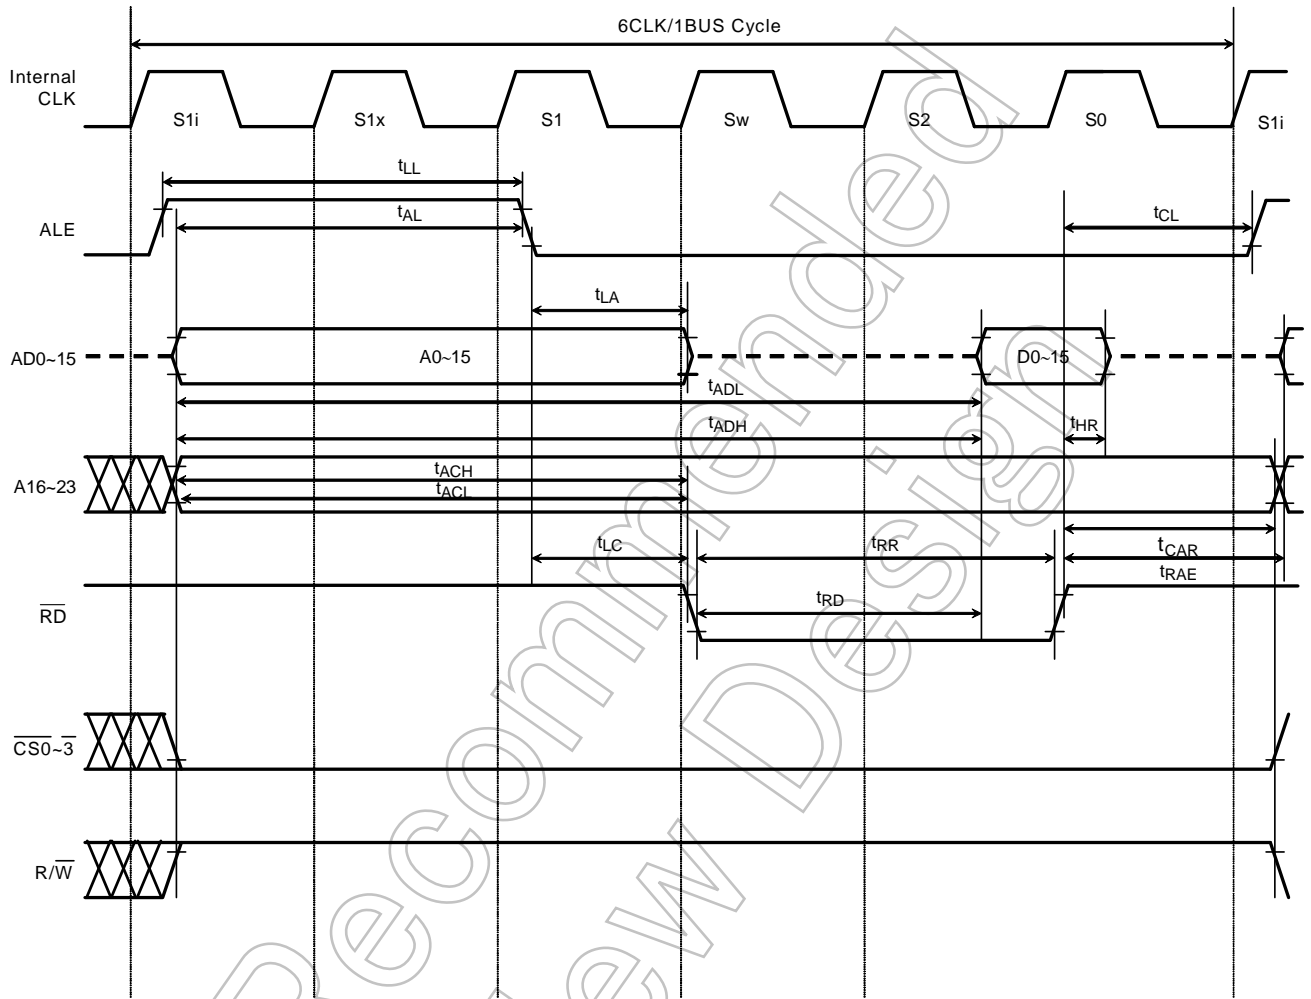 6CLK/1BUS Cycle
Internal
CLK
S1i S1x S1 Sw S2 S0 S1i
tLL
ALE
tAL
tCL
tLA
AD0~15
A0~15
D0~15
tADL
tADH
tHR
A16~23
tACH
tACL
tLC
tRR
tCAR
tRAE
RD
tRD
CS0~3
R/W
Recommended
New Design